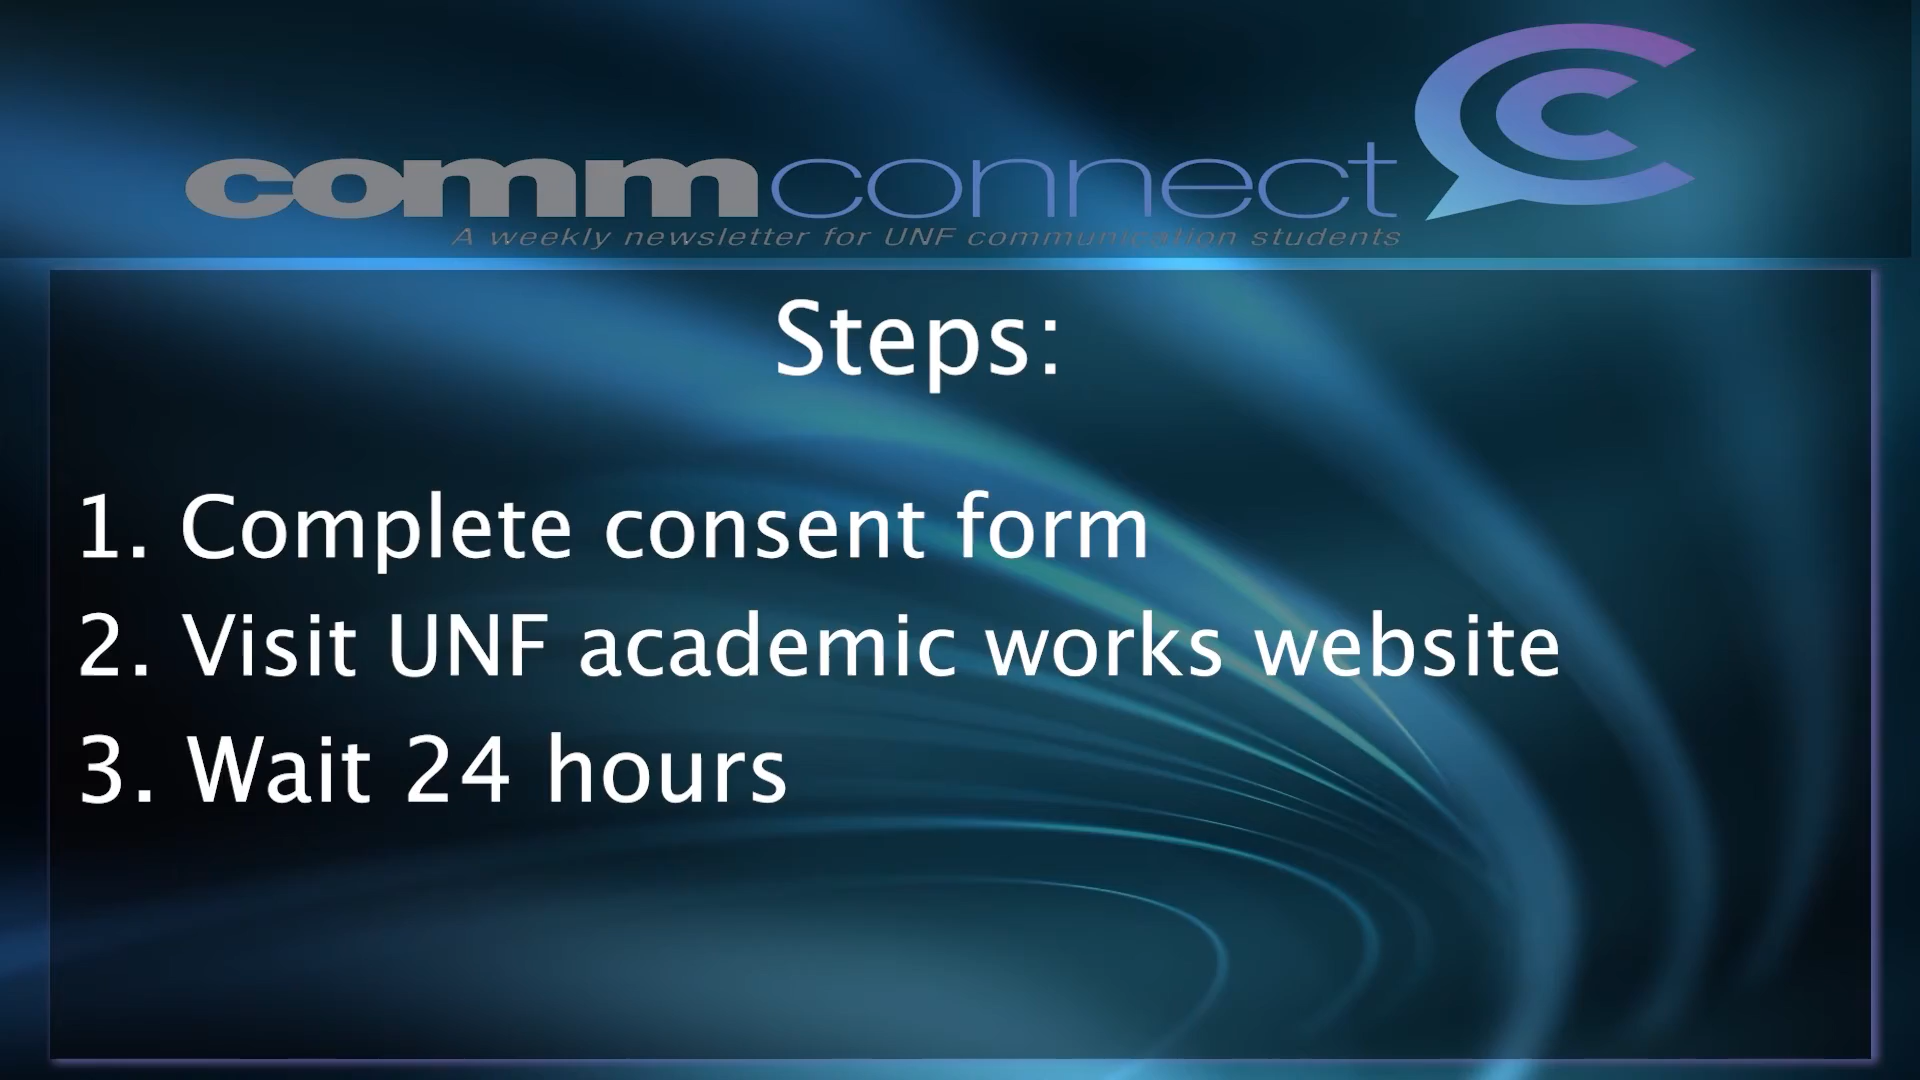 commconnect
A weekly newsletter for UNF communication students
Steps:
1. Complete consent form
2. Visit UNF academic works website
3. Wait 24 hours